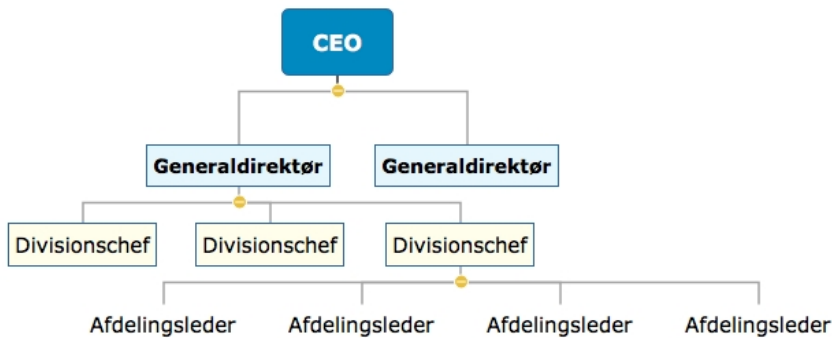 CEO
Generaldirektør
Generaldirektør
Divisionschef
Divisionschef
Divisionschef
Afdelingsleder
Afdelingsleder
Afdelingsleder
Afdelingsleder